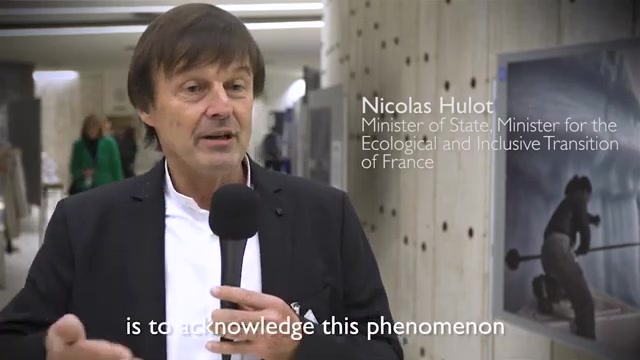 Nicolas Hulot
Minister of State, Minister for the
Ecological and Inclusive Transition
of France
is to acknowledge this phenomenon